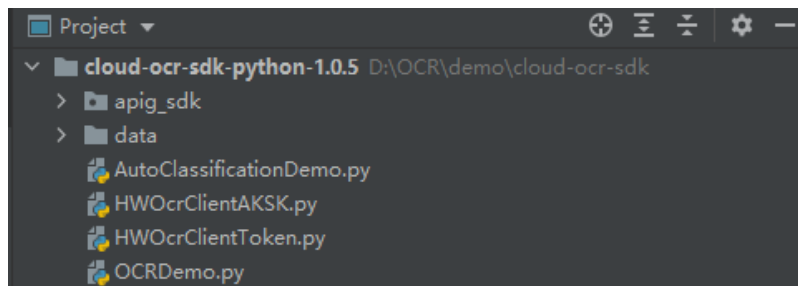 Project
cloud-ocr-sdk-python-1.0.5 D:\OCR\demo\cloud-ocr-sdk
apig_sdk
data
AutoClassificationDemo.py
HWOcrClientAKSK.py
HWOcrClientToken.py
OCRDemo.py